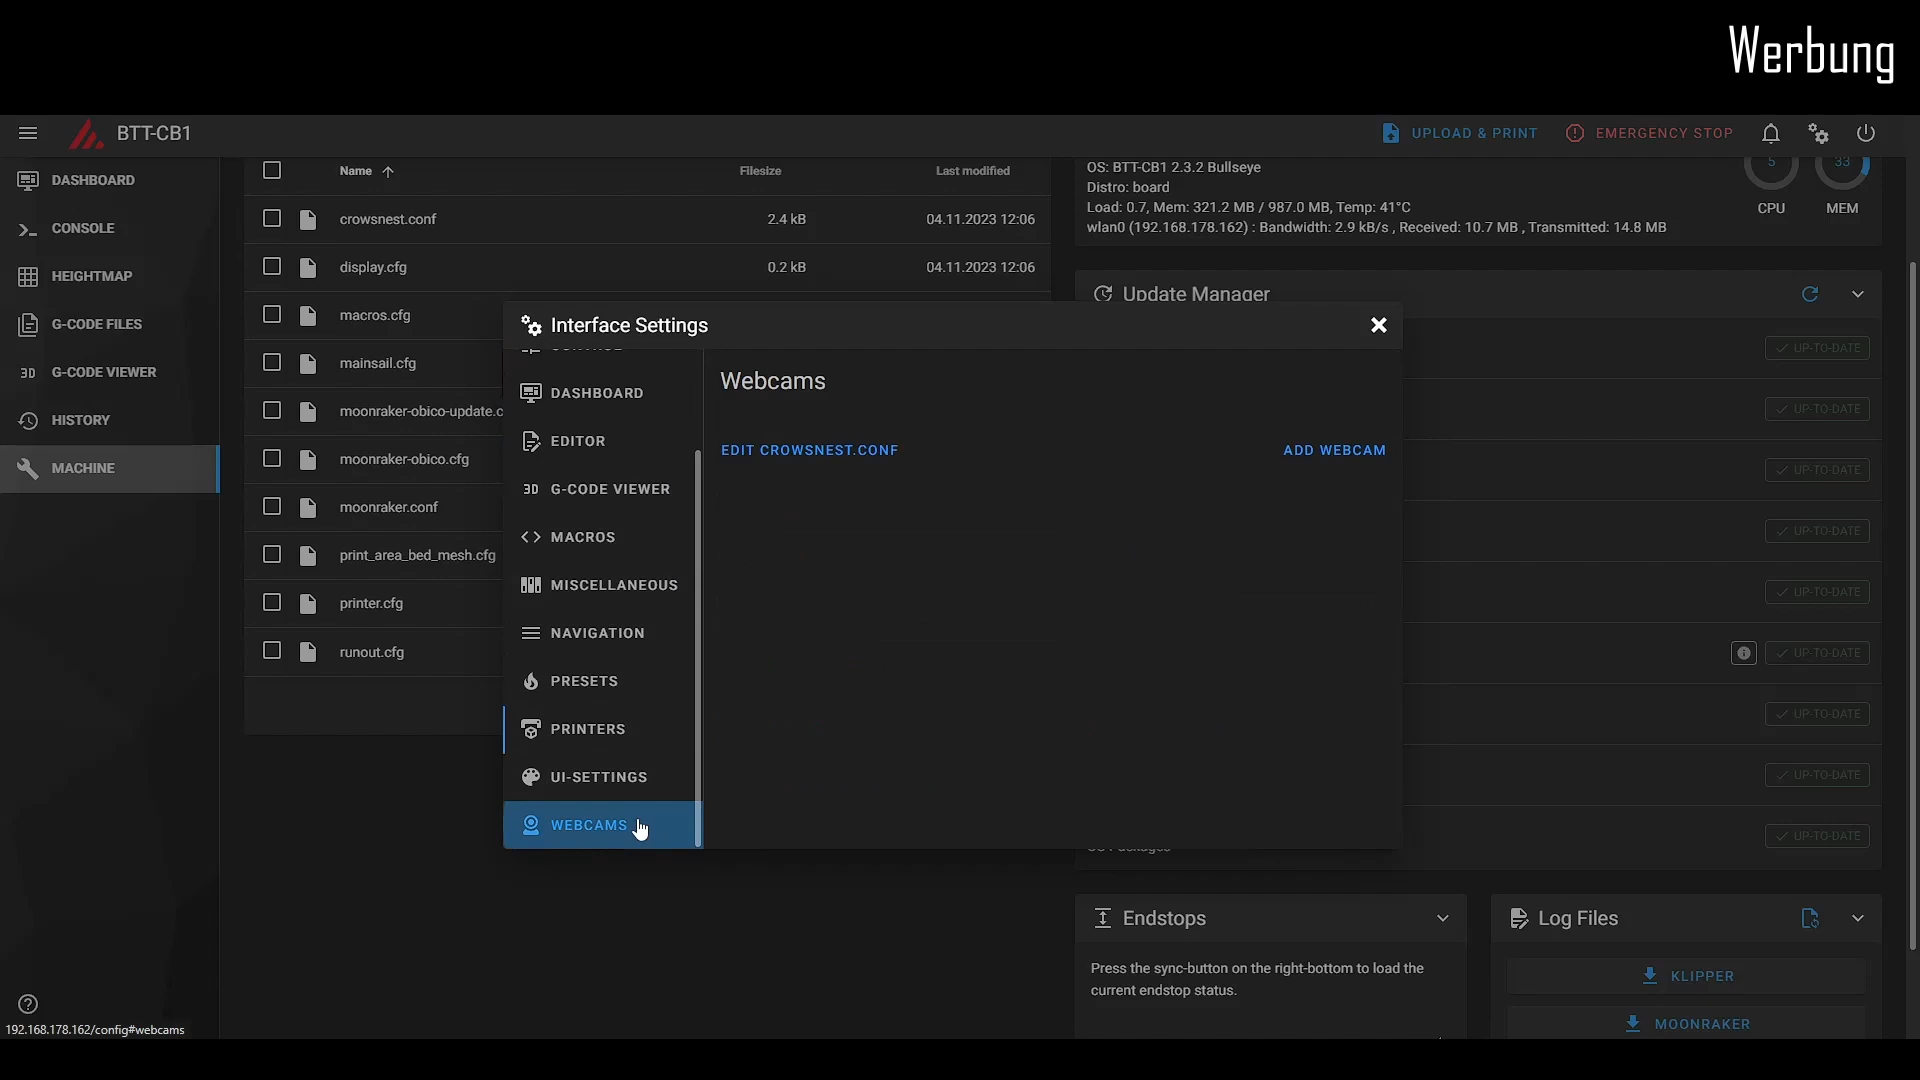 Werbung
BTT-CB1
UPLOAD & PRINT
EMERGENCY STOP
DASHBOARD
CONSOLE
HEIGHTMAP
G-CODE FILES
3D G-CODE VIEWER
HISTORY
MACHINE
Name Filesize Last modified
crowsnest.conf 2.4 kB 04.11.2023 12:06
display.cfg 0.2 kB 04.11.2023 12:06
macros.cfg
mainsail.cfg
moonraker-obico-update.c
moonraker-obico.cfg
moonraker.conf
print_area_bed_mesh.cfg
printer.cfg
runout.cfg
OS: BTT-CB1 2.3.2 Bullseye
Distro: board
Load: 0.7, Mem: 321.2 MB / 987.0 MB, Temp: 41°C
wlan0 (192.168.178.162) : Bandwidth: 2.9 kB/s , Received: 10.7 MB , Transmitted: 14.8 MB
5 33
CPU MEM
Update Manager
UP-TO-DATE
UP-TO-DATE
UP-TO-DATE
UP-TO-DATE
UP-TO-DATE
UP-TO-DATE
UP-TO-DATE
UP-TO-DATE
UP-TO-DATE
Interface Settings
DASHBOARD
EDITOR
3D G-CODE VIEWER
MACROS
MISCELLANEOUS
NAVIGATION
PRESETS
PRINTERS
UI-SETTINGS
WEBCAMS
Webcams
EDIT CROWSNEST.CONF
ADD WEBCAM
Endstops
Press the sync-button on the right-bottom to load the
current endstop status.
Log Files
KLIPPER
MOONRAKER
192.168.178.162/config#webcams